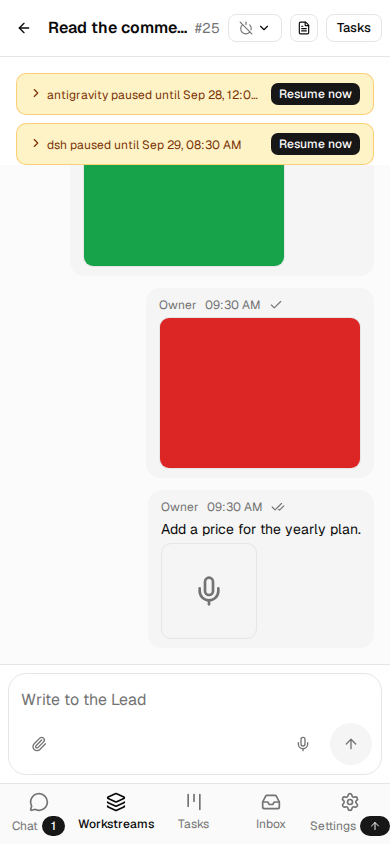 Read the comme... #25
Tasks
antigravity paused until Sep 28, 12:0...
Resume now
dsh paused until Sep 29, 08:30 AM
Resume now
Owner 09:30 AM
Owner 09:30 AM
Add a price for the yearly plan.
Write to the Lead
Chat 1
Workstreams
Tasks
Inbox
Settings